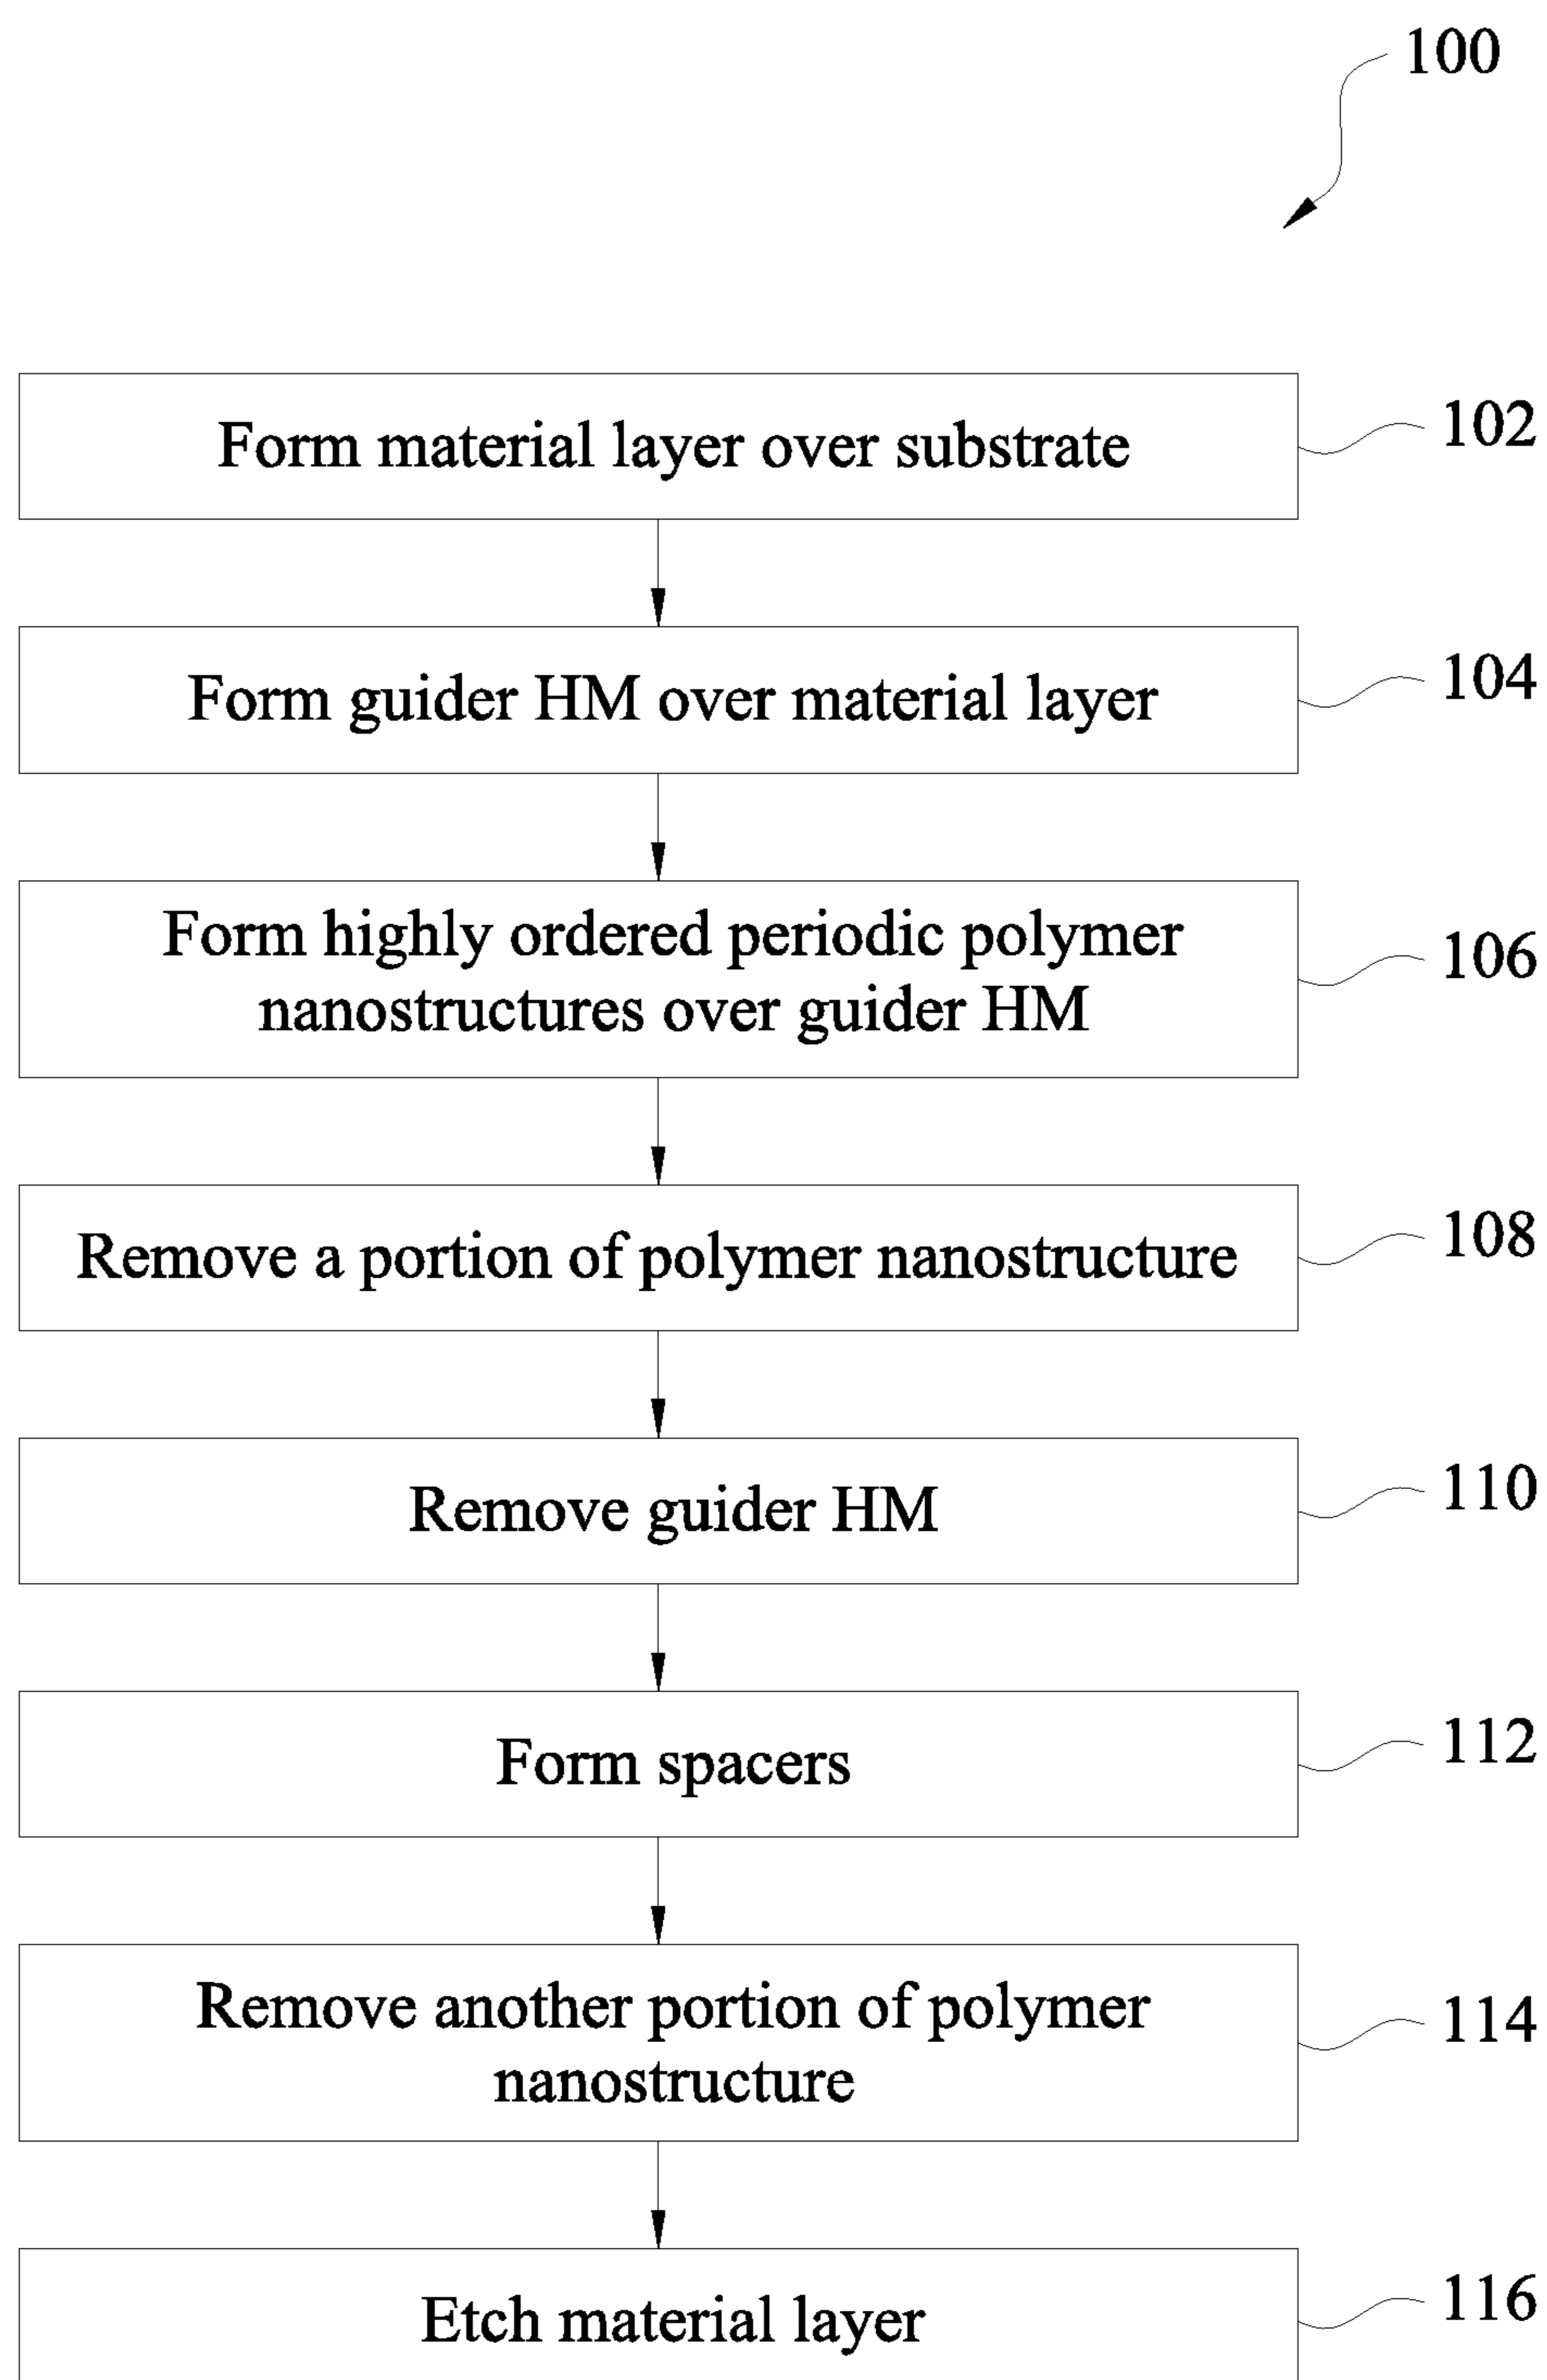 100
Form material layer over substrate
102
Form guider HM over material layer
104
Form highly ordered periodic polymer
nanostructures over guider HM
106
Remove a portion of polymer nanostructure
108
Remove guider HM
110
Form spacers
112
Remove another portion of polymer
nanostructure
114
Etch material layer
116